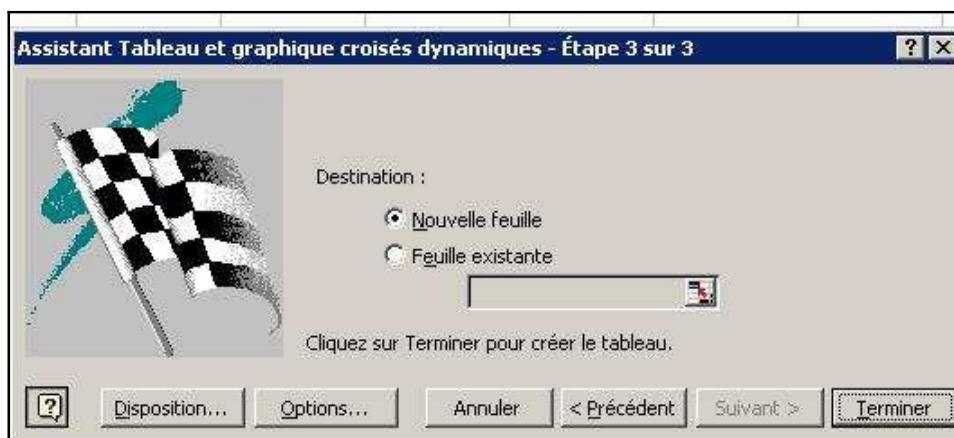 Assistant Tableau et graphique croisés dynamiques - Étape 3 sur 3
Destination :
Nouvelle feuille
Feuille existante
Cliquez sur Terminer pour créer le tableau.
Disposition... Options... Annuler < Précédent Suivant > Terminer